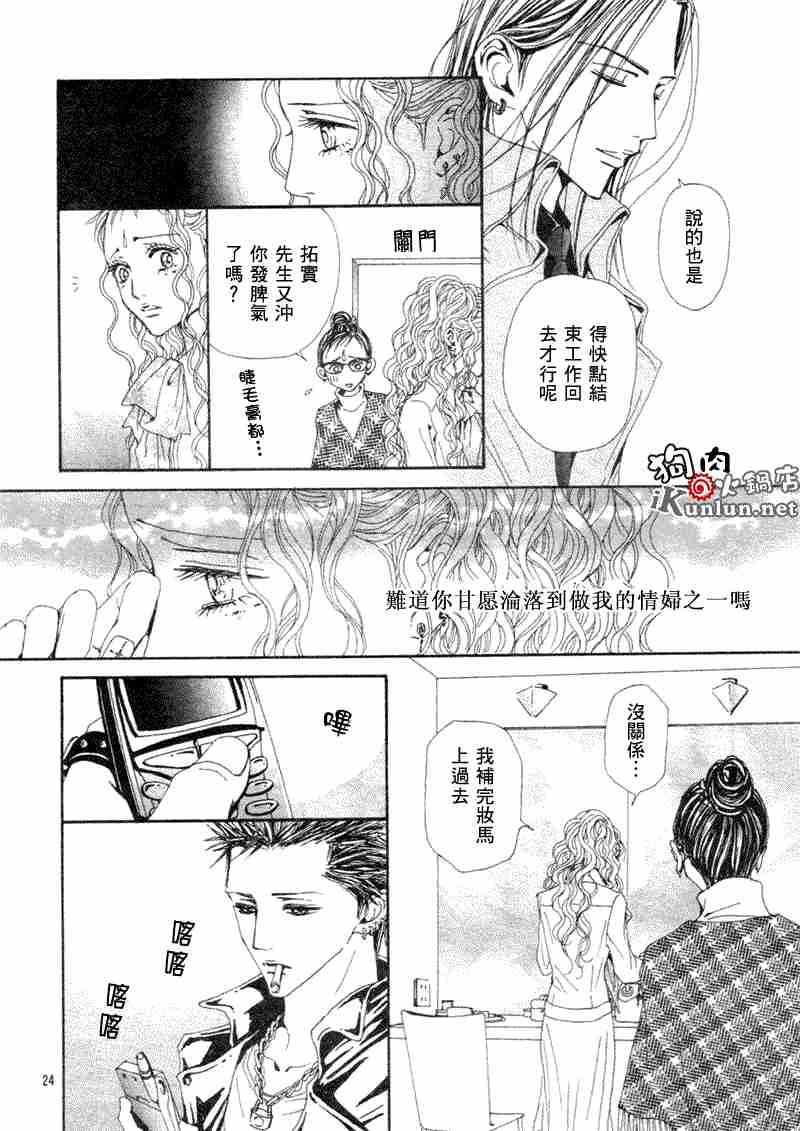 說的也是
得快點結
束工作回
去才行呢
關門
拓實
先生又沖
你發脾氣
了嗎?
睫毛膏都…
狗肉
火鍋店
iKunlun.net
難道你甘愿淪落到做我的情婦之一嗎
沒關係…
我補完妝馬
上過去
嗶
喀
喀
喀
喀
24